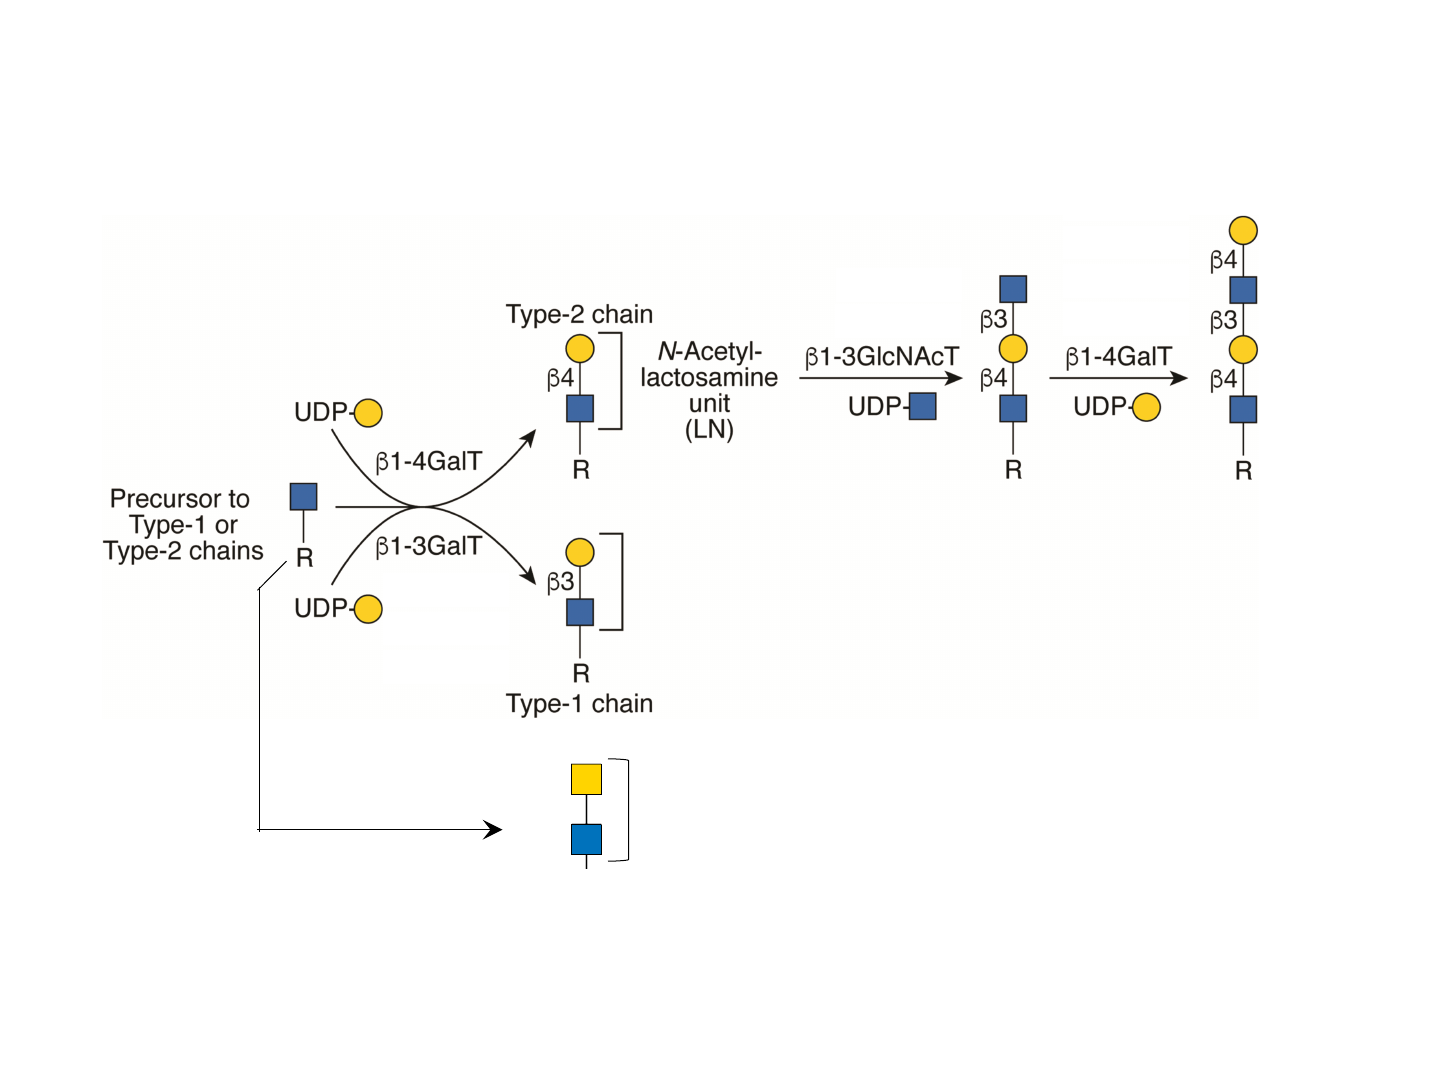 Precursor to
Type-1 or
Type-2 chains
R
UDP-
β1-4GalT
β1-3GalT
UDP-
Type-2 chain
β4
R
N-Acetyl-
lactosamine
unit
(LN)
β3
R
Type-1 chain
β1-3GlcNAcT
UDP-
β3
β4
R
β1-4GalT
UDP-
β4
β3
β4
R